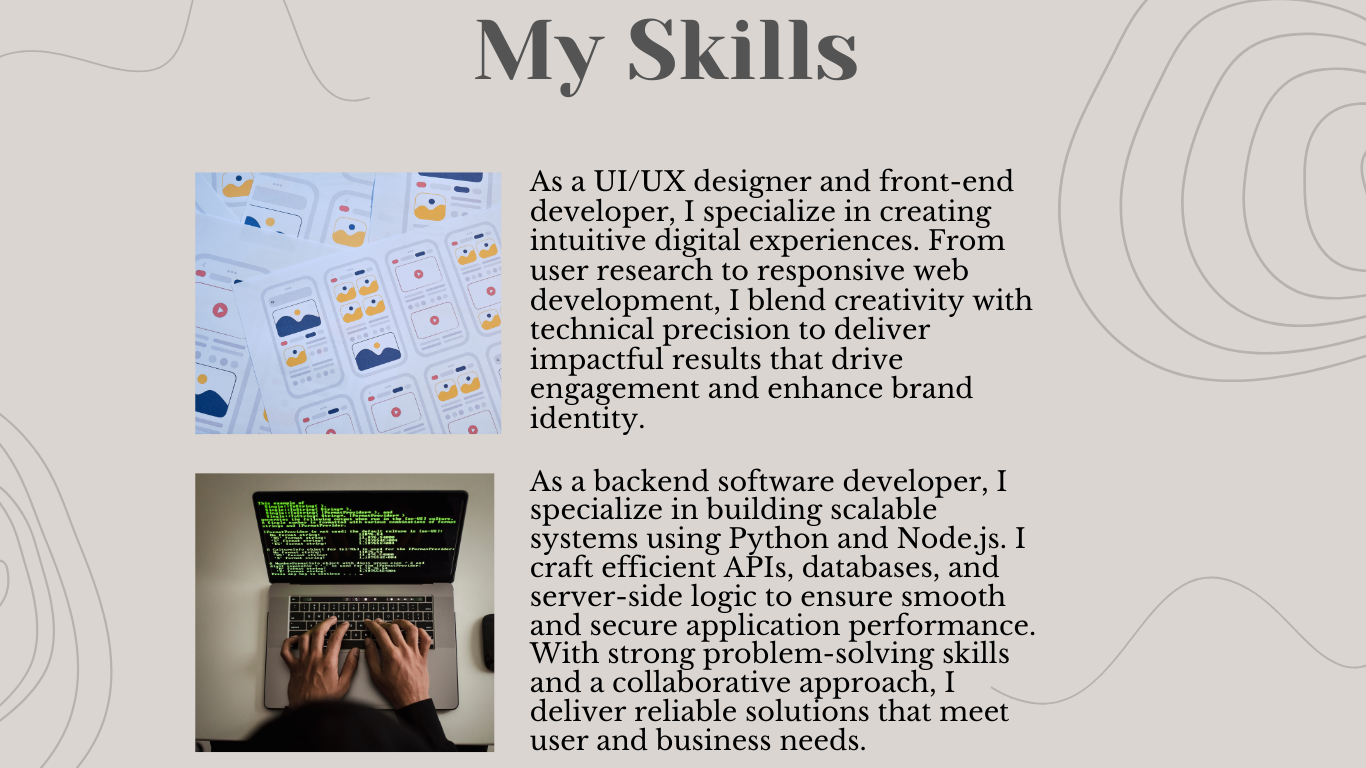 My Skills
As a UI/UX designer and front-end
developer, I specialize in creating
intuitive digital experiences. From
user research to responsive web
development, I blend creativity with
technical precision to deliver
impactful results that drive
engagement and enhance brand
identity.
As a backend software developer, I
specialize in building scalable
systems using Python and Node.js. I
craft efficient APIs, databases, and
server-side logic to ensure smooth
and secure application performance.
With strong problem-solving skills
and a collaborative approach, I
deliver reliable solutions that meet
user and business needs.